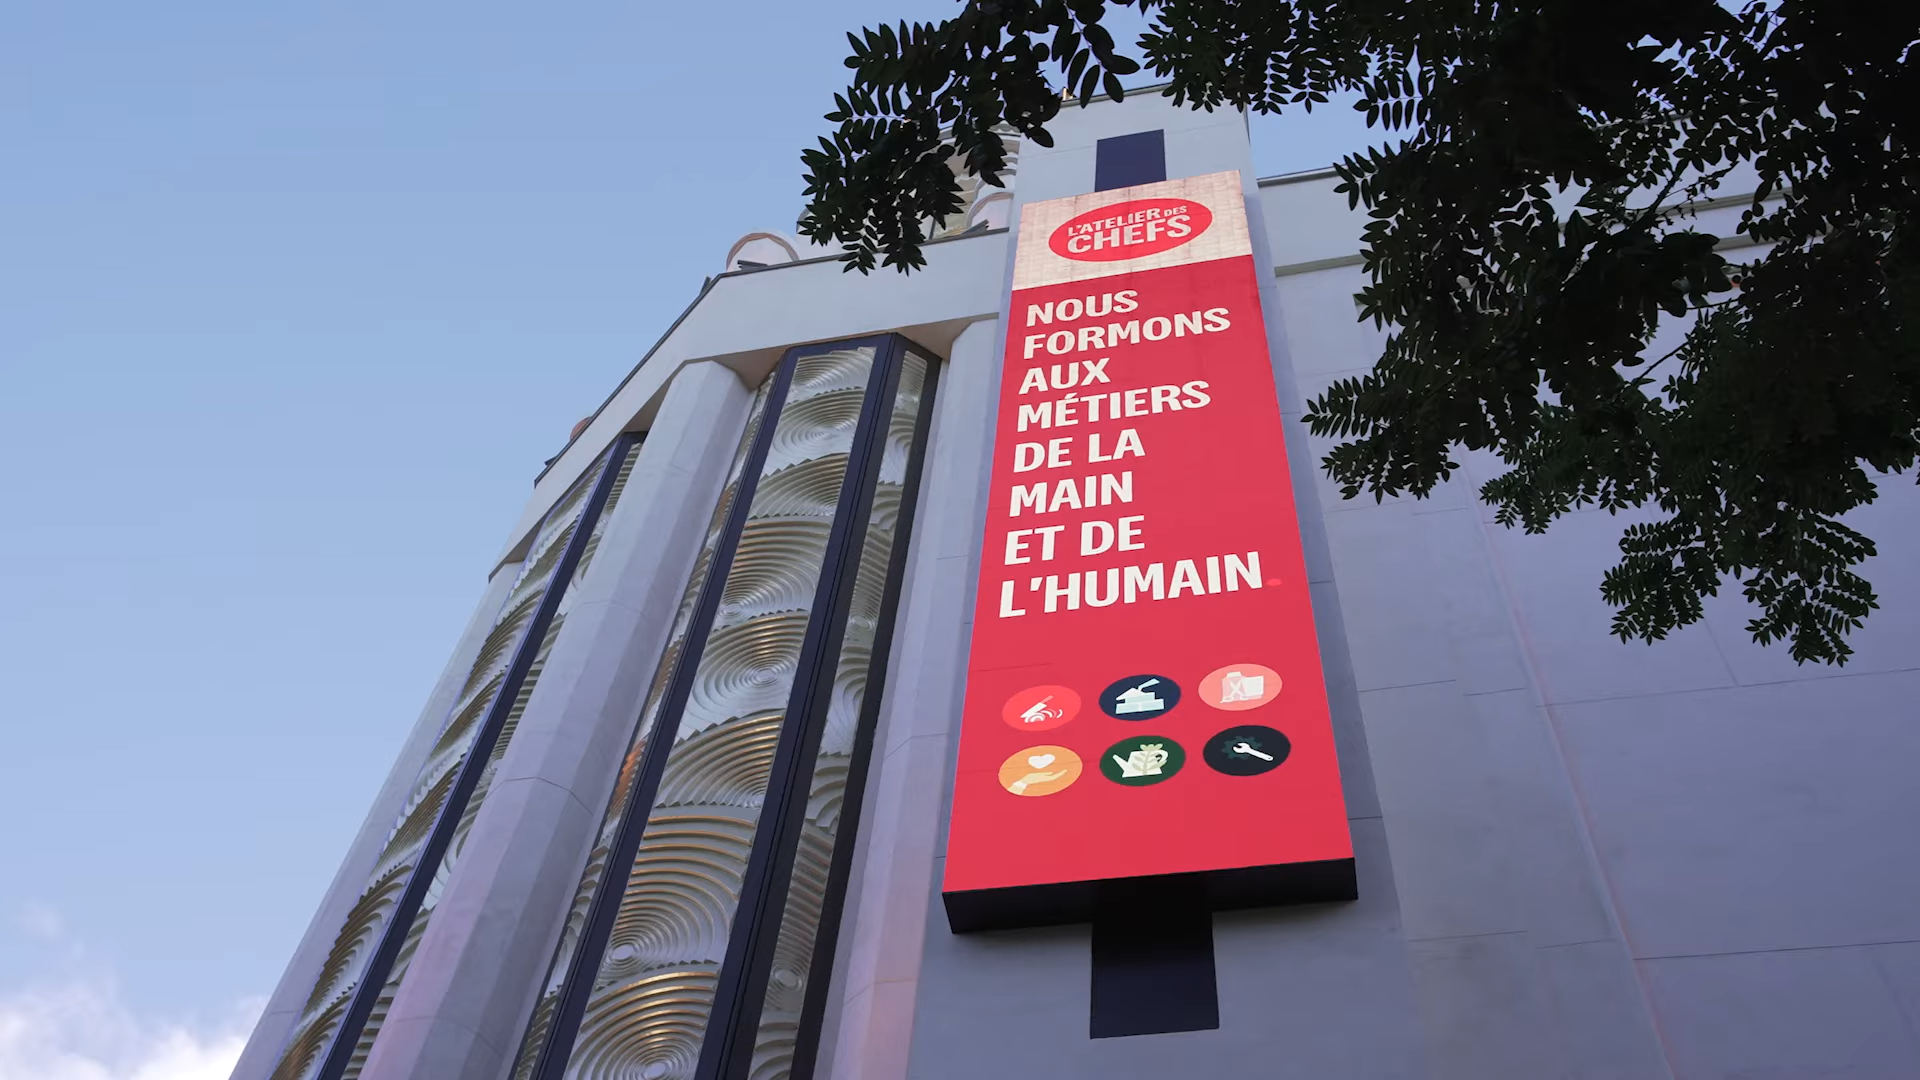 L'ATELIER DES
CHEFS
NOUS
FORMONS
AUX
MÉTIERS
DE LA
MAIN
ET DE
L'HUMAIN.